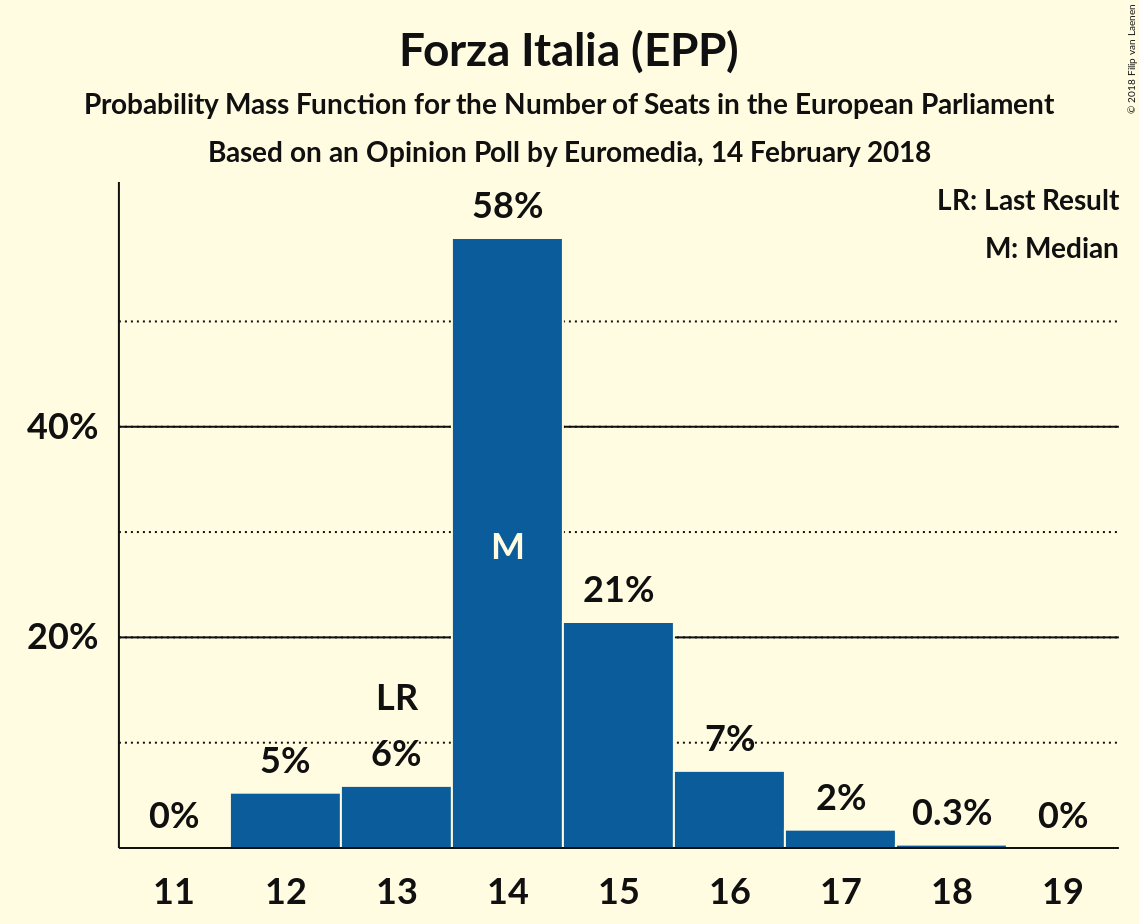 Forza Italia (EPP)
Probability Mass Function for the Number of Seats in the European Parliament
Based on an Opinion Poll by Euromedia, 14 February 2018
© 2018 Filip van Laenen
LR: Last Result
M: Median
58%
40%
M
21%
20%
LR
5%
6%
7%
0%
2%
0.3%
0%
11 12 13 14 15 16 17 18 19